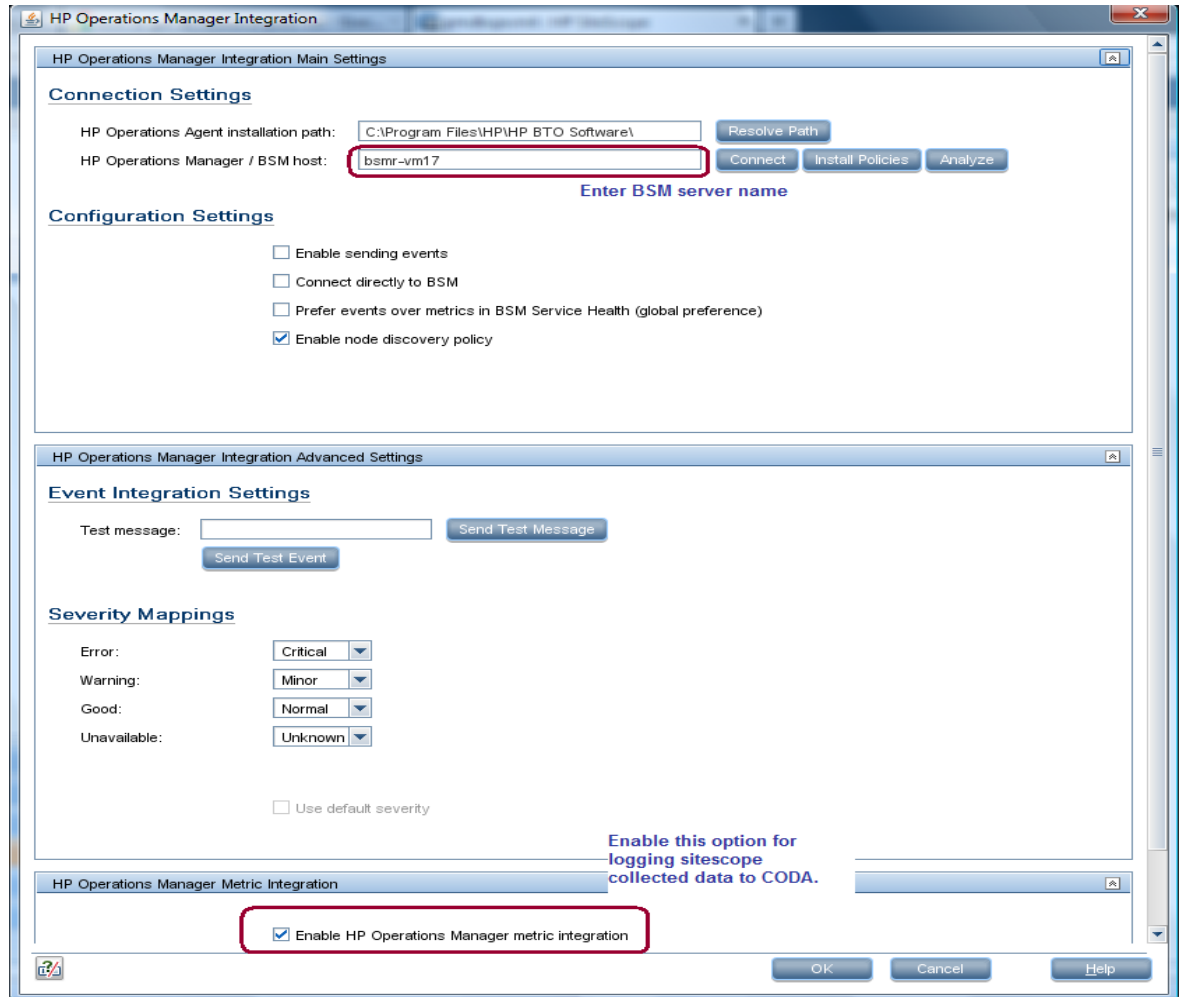 HP Operations Manager Integration
HP Operations Manager Integration Main Settings
Connection Settings
HP Operations Agent installation path: C:\Program Files\HP\HP BTO Software\ Resolve Path
HP Operations Manager / BSM host: bsmr-vm17 Connect Install Policies Analyze
Enter BSM server name
Configuration Settings
Enable sending events
Connect directly to BSM
Prefer events over metrics in BSM Service Health (global preference)
Enable node discovery policy
HP Operations Manager Integration Advanced Settings
Event Integration Settings
Test message: Send Test Message
Send Test Event
Severity Mappings
Error: Critical
Warning: Minor
Good: Normal
Unavailable: Unknown
Use default severity
Enable this option for
logging sitescope
collected data to CODA.
HP Operations Manager Metric Integration
Enable HP Operations Manager metric integration
OK Cancel Help